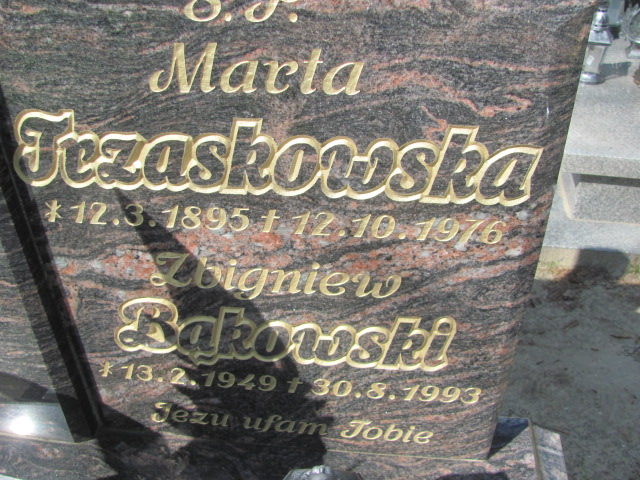 Ś.P.
Marta
Trzaskowska
* 12.3.1895 † 12.10.1976
Zbigniew
Bąkowski
* 13.2.1949 † 30.8.1993
Jezu ufam Tobie